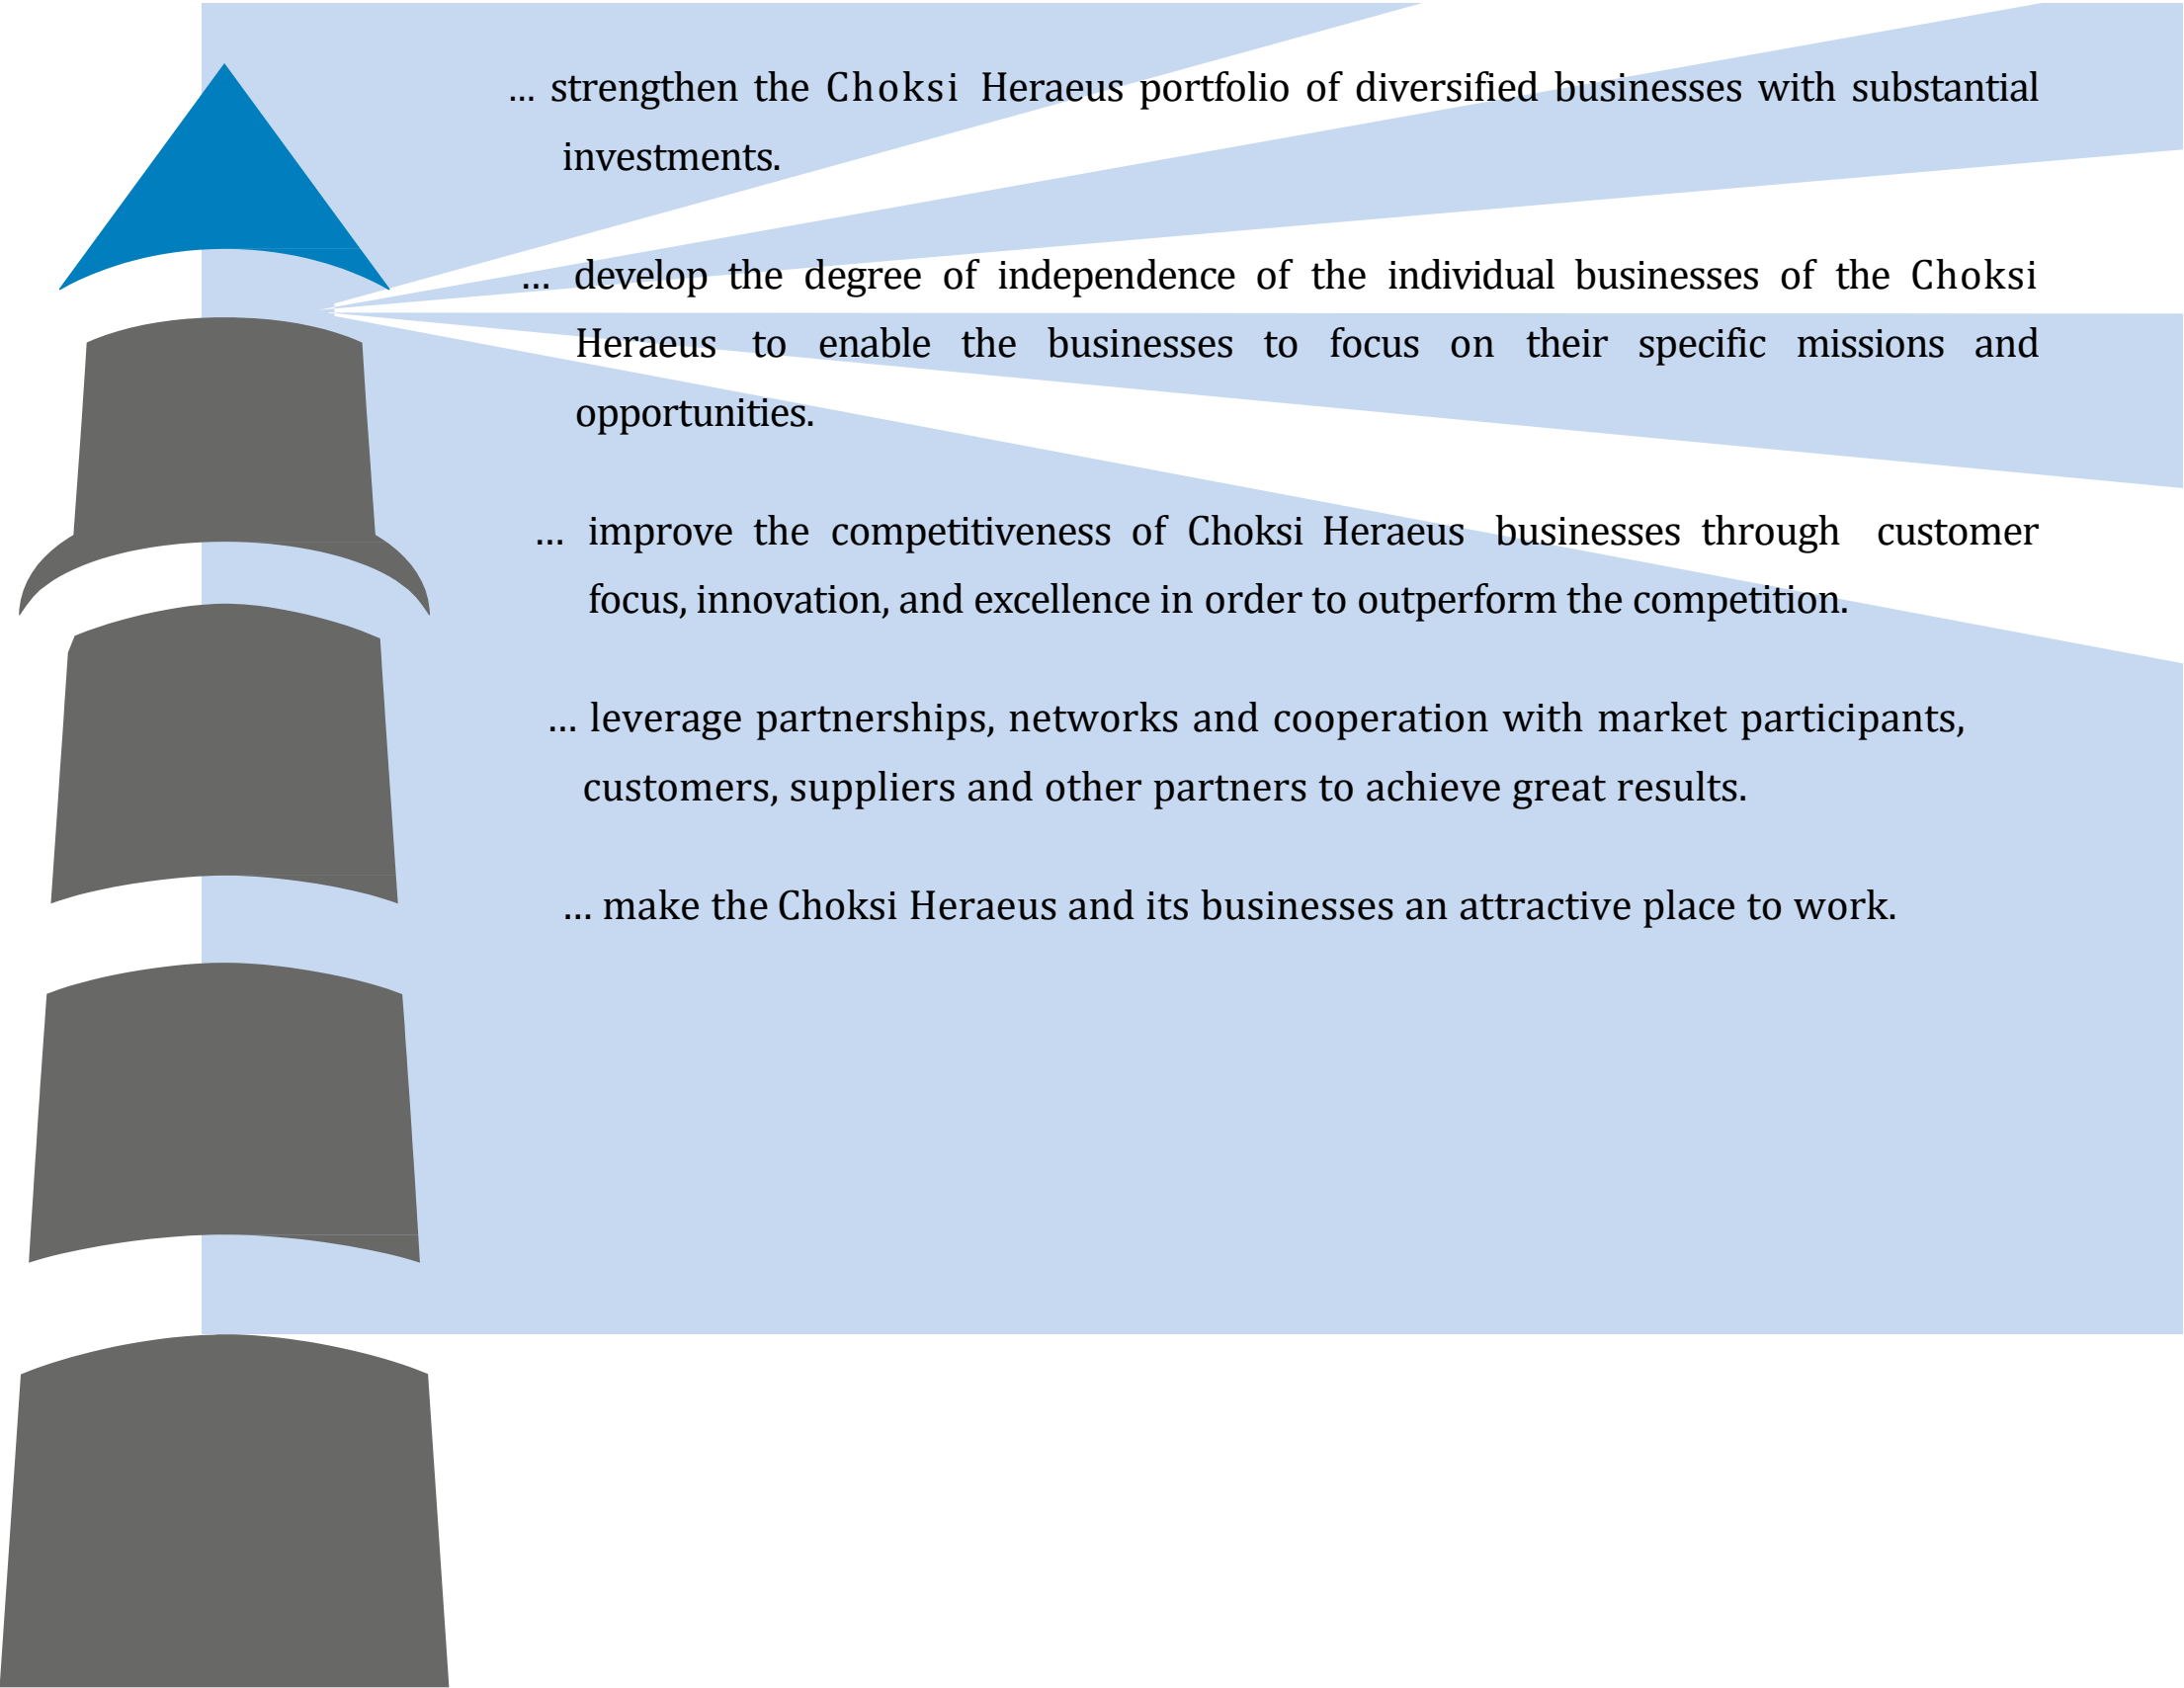 … strengthen the Choksi Heraeus portfolio of diversified businesses with substantial
investments.
… develop the degree of independence of the individual businesses of the Choksi
Heraeus to enable the businesses to focus on their specific missions and
opportunities.
… improve the competitiveness of Choksi Heraeus businesses through customer
focus, innovation, and excellence in order to outperform the competition.
… leverage partnerships, networks and cooperation with market participants,
customers, suppliers and other partners to achieve great results.
… make the Choksi Heraeus and its businesses an attractive place to work.